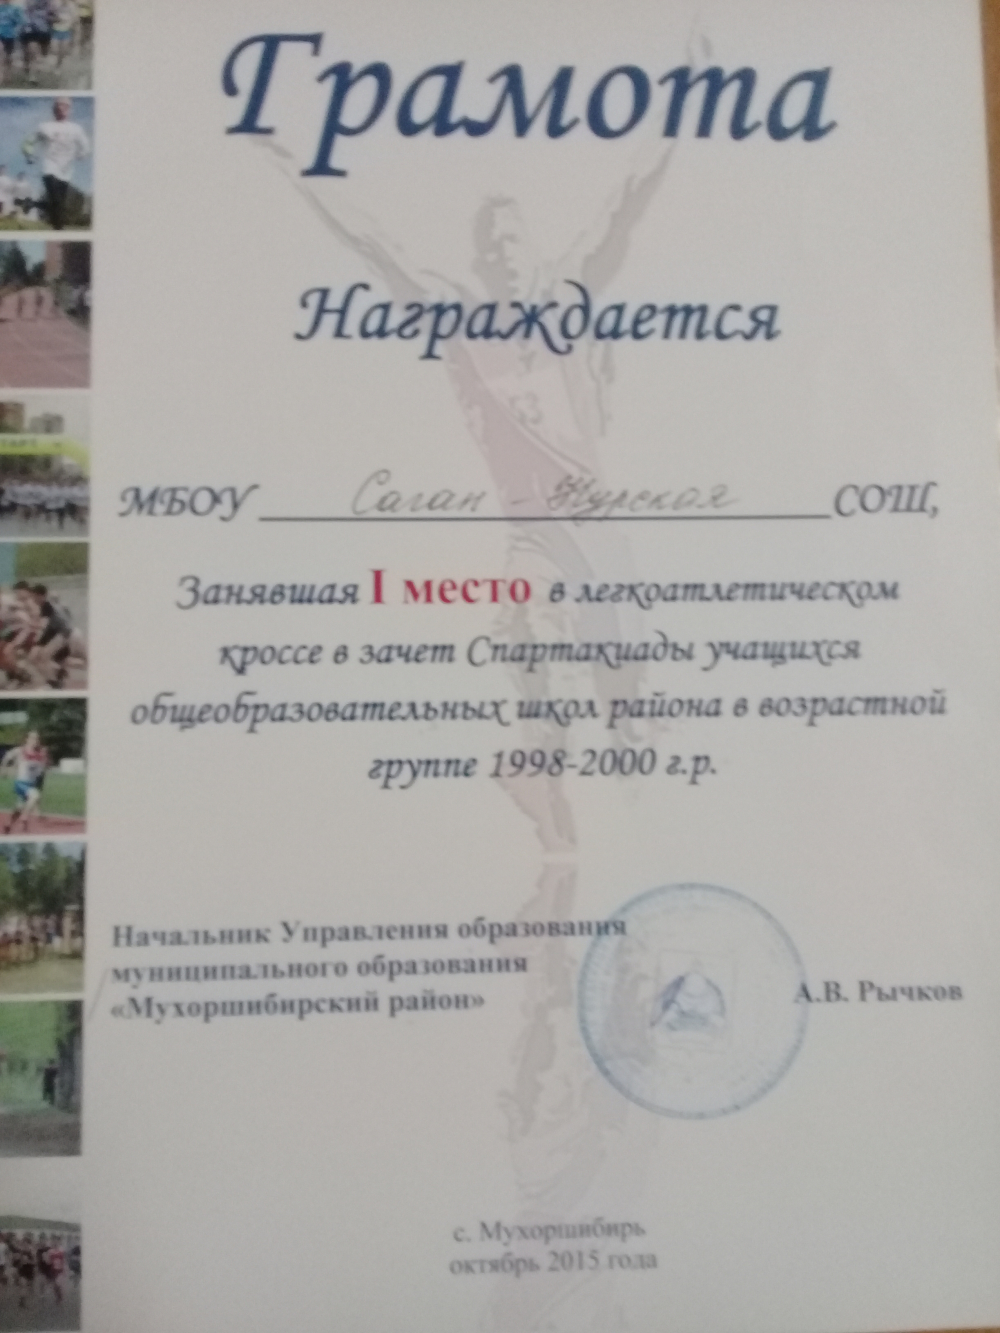 Грамота
Награждается
МБОУ Саган - Нурская СОШ,
Занявшая I место в легкоатлетическом
кроссе в зачет Спартакиады учащихся
общеобразовательных школ района в возрастной
группе 1998-2000 г.р.
Начальник Управления образования
муниципального образования
«Мухоршибирский район»
А.В. Рычков
с. Мухоршибирь
октябрь 2015 года